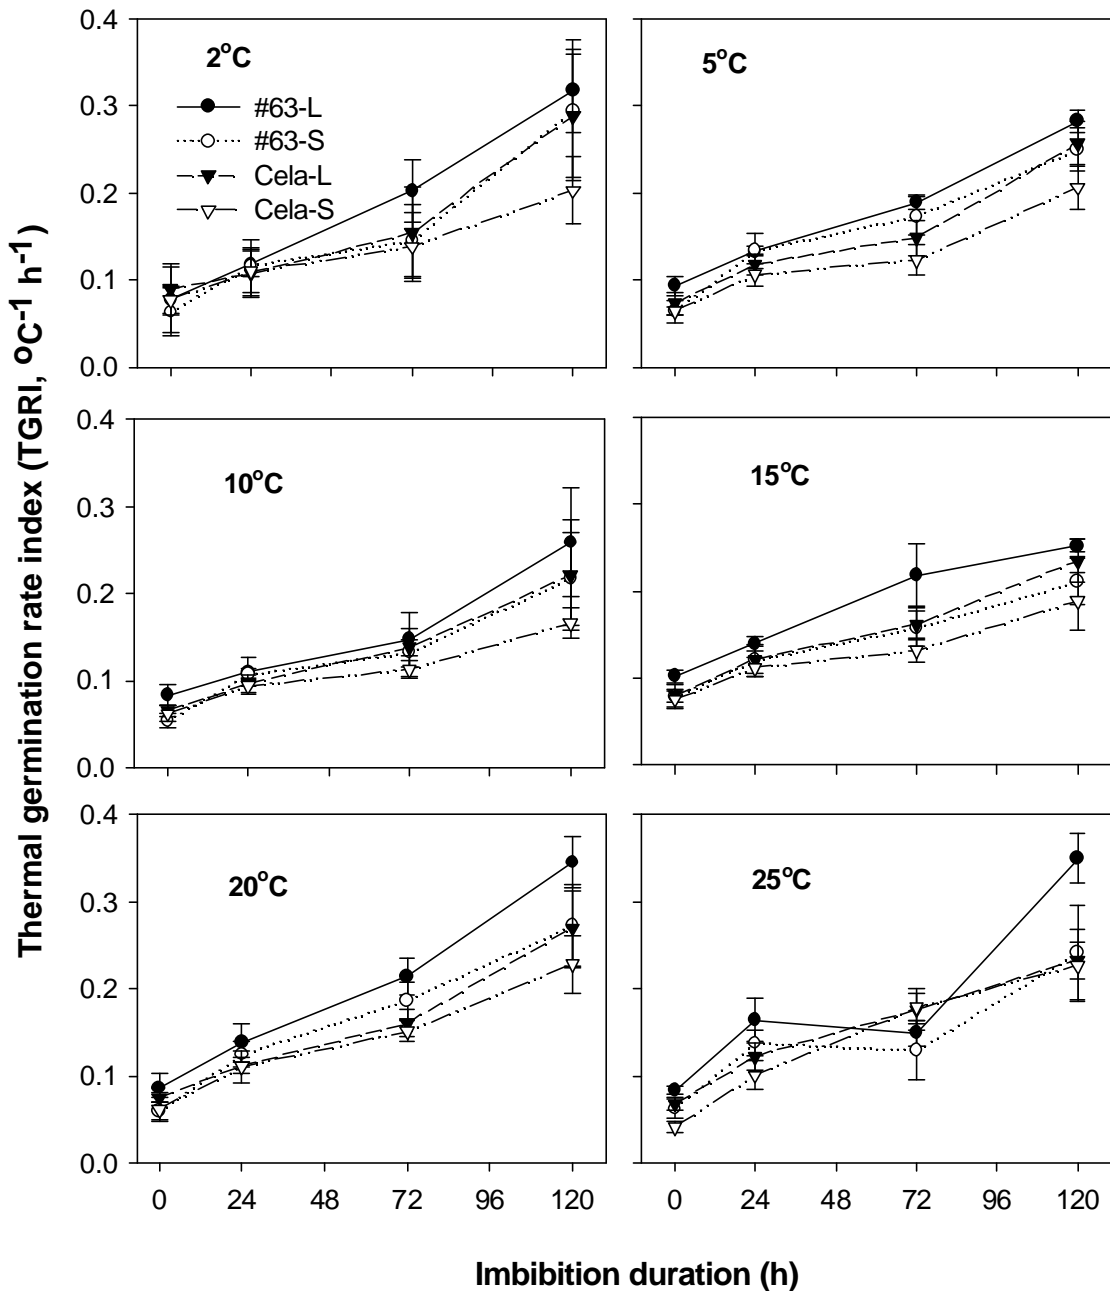 Thermal germination rate index (TGRI, °C-1 h-1)
0.4
0.3
0.2
0.1
0.0
2°C
#63-L
#63-S
Cela-L
Cela-S
5°C
0.4
0.3
0.2
0.1
0.0
10°C
15°C
0.4
0.3
0.2
0.1
0.0
20°C
25°C
0 24 48 72 96 120
0 24 48 72 96 120
Imbibition duration (h)